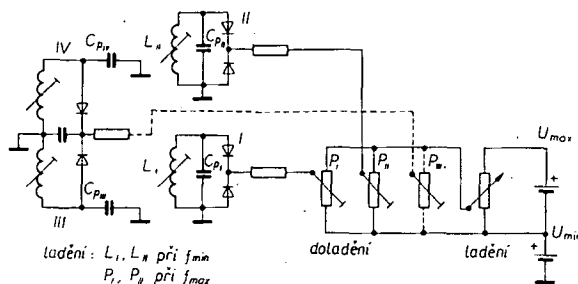 II
IV
C_pIV
L_II
C_pII
I
L_I
C_pI
C_pIII
III
P_I
P_II
P_III
U_max
U_min
+
+
doladění
ladění
ladění: L_I, L_II při f_min
P_I, P_II při f_max